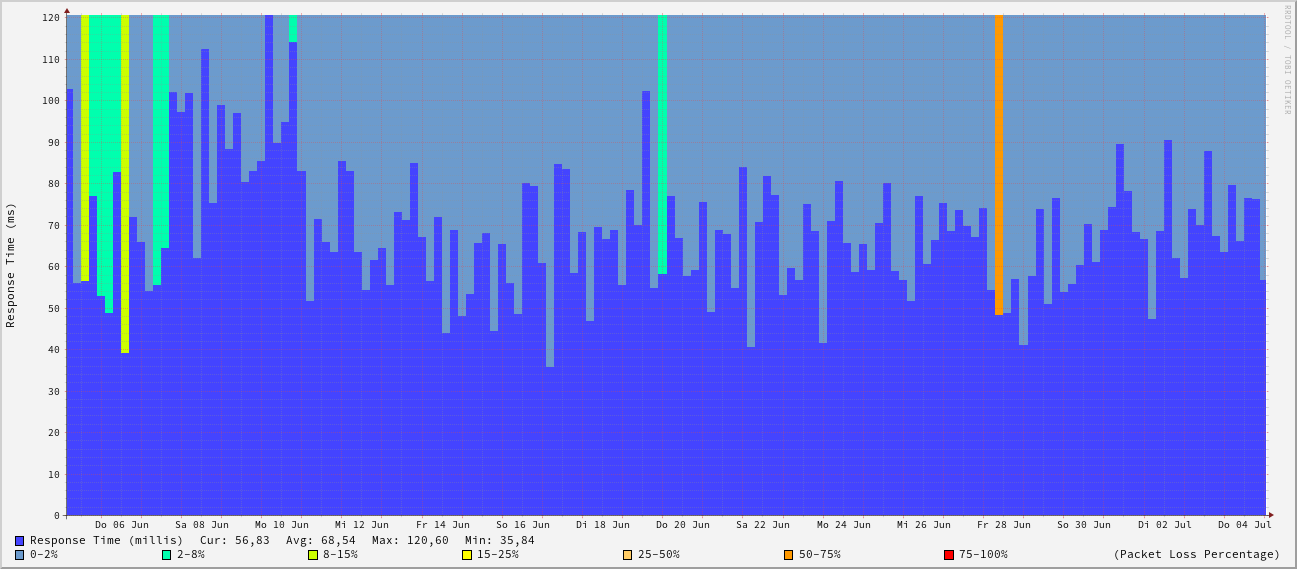 RRDTOOL / TOBI OETIKER
Response Time (ms)
120
110
100
90
80
70
60
50
40
30
20
10
0
Do 06 Jun Sa 08 Jun Mo 10 Jun Mi 12 Jun Fr 14 Jun So 16 Jun Di 18 Jun Do 20 Jun Sa 22 Jun Mo 24 Jun Mi 26 Jun Fr 28 Jun So 30 Jun Di 02 Jul Do 04 Jul
Response Time (millis) Cur: 56,83 Avg: 68,54 Max: 120,60 Min: 35,84
0-2% 2-8% 8-15% 15-25% 25-50% 50-75% 75-100% (Packet Loss Percentage)